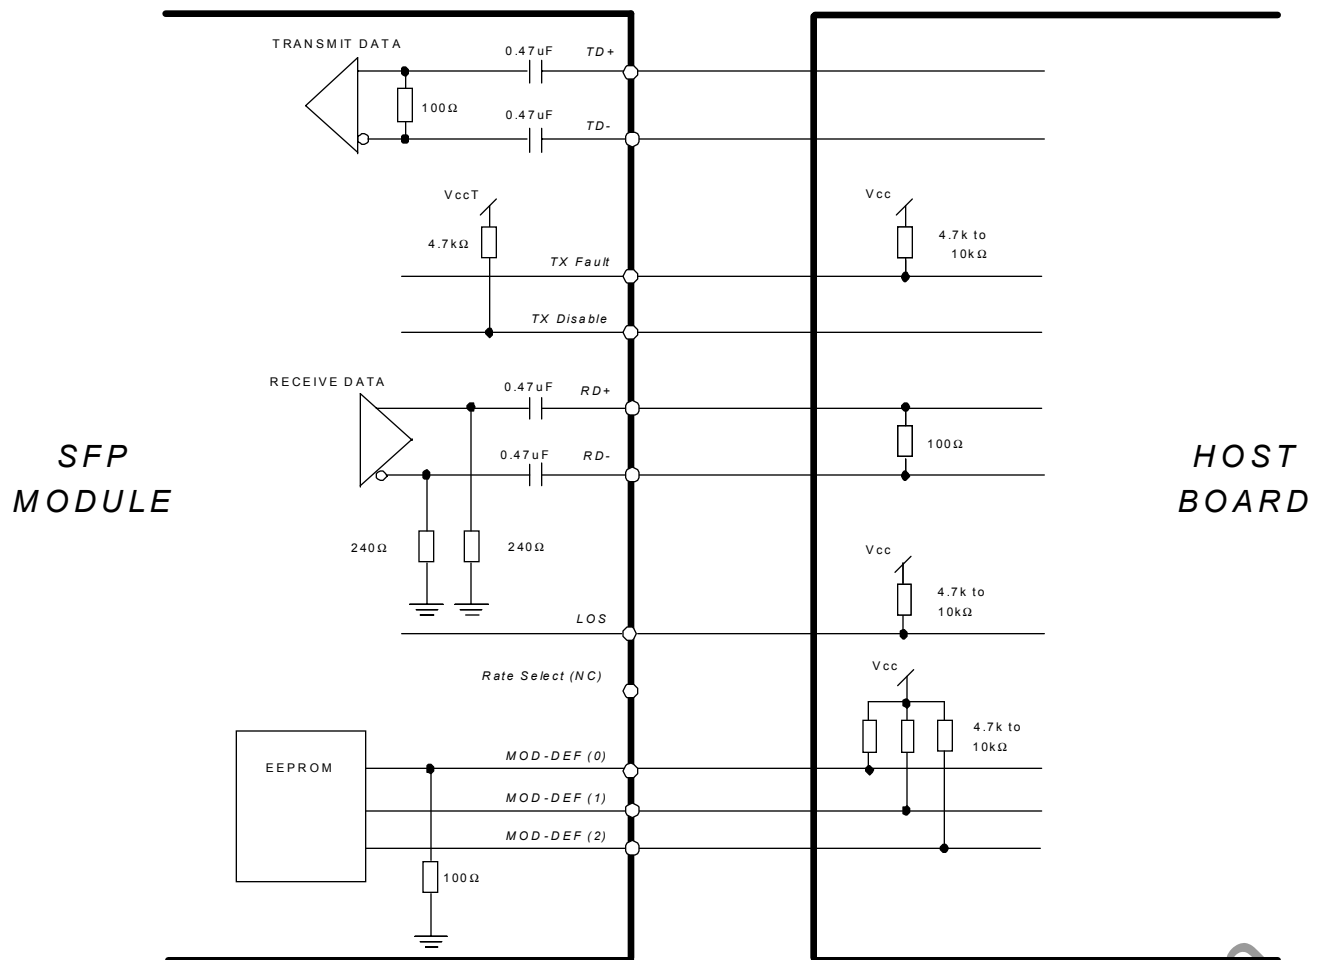 TRANSMIT DATA
0.47uF
TD+
100Ω
0.47uF
TD-
VccT
4.7kΩ
TX Fault
Vcc
4.7k to
10kΩ
TX Disable
RECEIVE DATA
0.47uF
RD+
0.47uF
RD-
100Ω
SFP
MODULE
HOST
BOARD
240Ω
240Ω
Vcc
4.7k to
10kΩ
LOS
Rate Select (NC)
Vcc
4.7k to
10kΩ
EEPROM
MOD-DEF (0)
MOD-DEF (1)
MOD-DEF (2)
100Ω